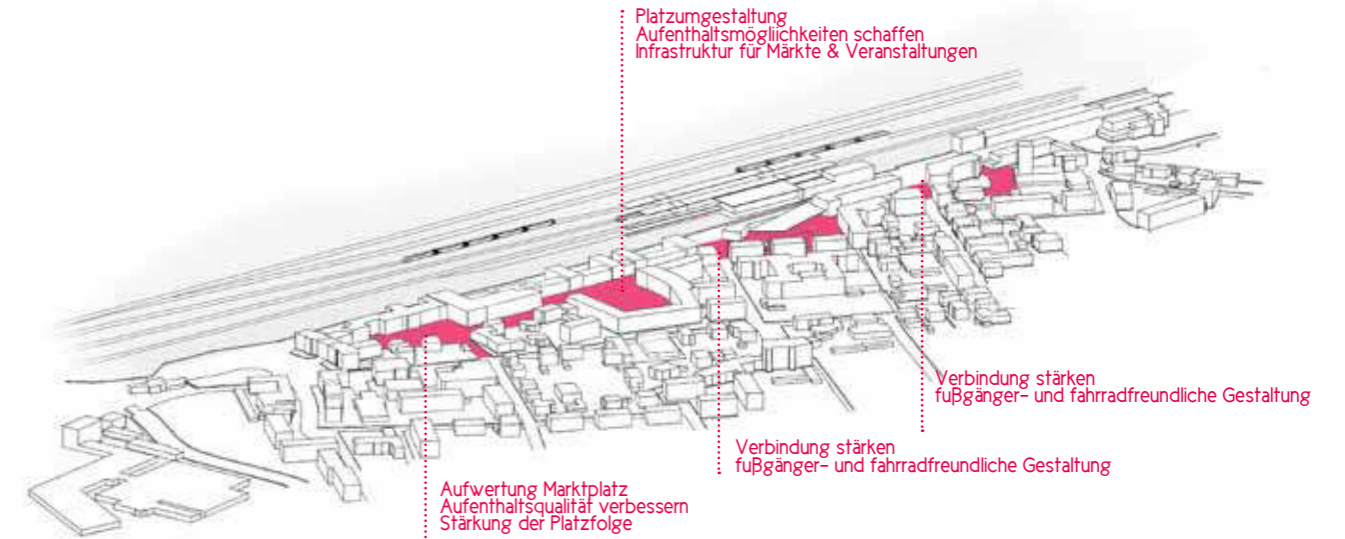 Platzumgestaltung
Aufenthaltsmögliichkeiten schaffen
Infrastruktur für Märkte & Veranstaltungen
Verbindung stärken
fußgänger- und fahrradfreundliche Gestaltung
Verbindung stärken
fußgänger- und fahrradfreundliche Gestaltung
Aufwertung Marktplatz
Aufenthaltsqualität verbessern
Stärkung der Platzfolge